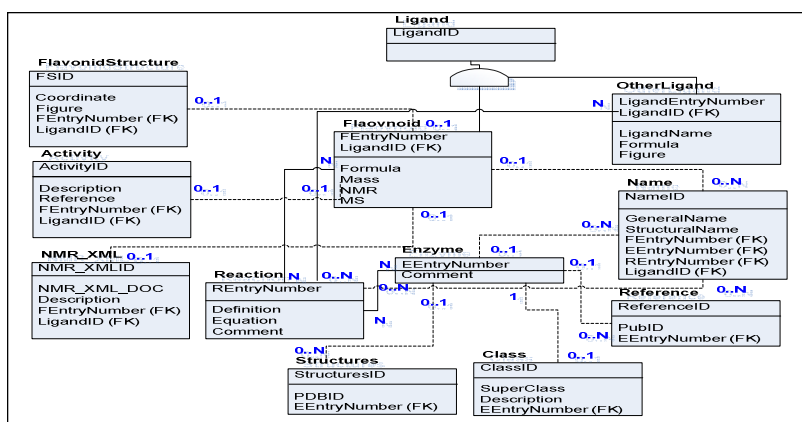 Ligand
LigandID
FlavonidStructure
FSID
Coordinate
Figure
FEntryNumber (FK)
LigandID (FK)
0..1
OtherLigand
LigandEntryNumber
LigandID (FK)
LigandName
Formula
Figure
N
Flaovnoid
0..1
FEntryNumber
LigandID (FK)
Formula
Mass
NMR
MS
N
0..1
0..1
0..1
Activity
ActivityID
Description
Reference
FEntryNumber (FK)
LigandID (FK)
0..1
Name
0..N
NameID
GeneralName
StructuralName
FEntryNumber (FK)
EEntryNumber (FK)
REntryNumber (FK)
LigandID (FK)
0..N
0..N
NMR_XML
0..1
NMR_XMLID
NMR_XML_DOC
Description
FEntryNumber (FK)
LigandID (FK)
Enzyme
0..1
EEntryNumber
Comment
N
0..1
0..N
0..1
1
Reaction
N
0..N
REntryNumber
Definition
Equation
Comment
N
Reference
ReferenceID
PubID
EEntryNumber (FK)
0..N
Structures
0..N
StructuresID
PDBID
EEntryNumber (FK)
Class
0..1
ClassID
SuperClass
Description
EEntryNumber (FK)